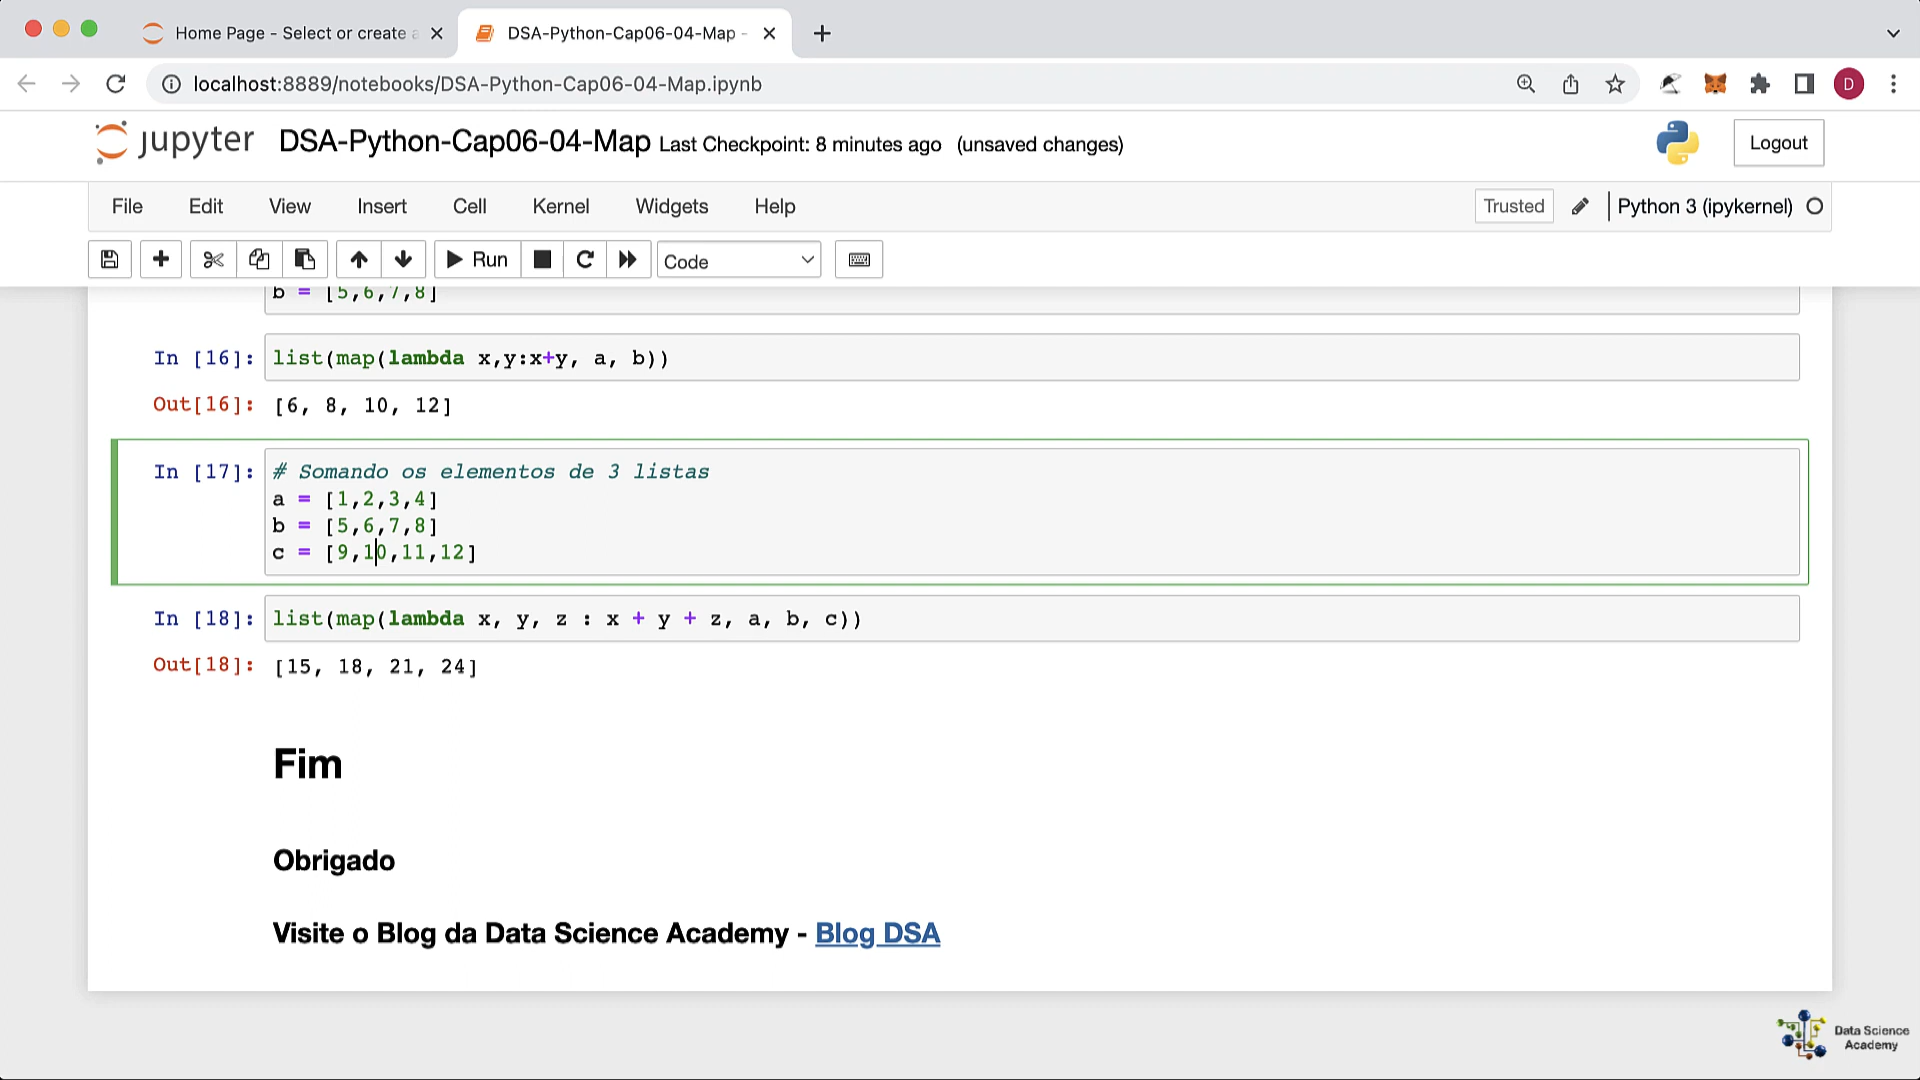 Home Page - Select or create a
DSA-Python-Cap06-04-Map -
localhost:8889/notebooks/DSA-Python-Cap06-04-Map.ipynb
D
jupyter DSA-Python-Cap06-04-Map Last Checkpoint: 8 minutes ago (unsaved changes)
Logout
File Edit View Insert Cell Kernel Widgets Help
Trusted Python 3 (ipykernel)
Run Code
b = [5,6,7,8]
In [16]: list(map(lambda x,y:x+y, a, b))
Out[16]: [6, 8, 10, 12]
In [17]: # Somando os elementos de 3 listas
a = [1,2,3,4]
b = [5,6,7,8]
c = [9,10,11,12]
In [18]: list(map(lambda x, y, z : x + y + z, a, b, c))
Out[18]: [15, 18, 21, 24]
Fim
Obrigado
Visite o Blog da Data Science Academy - Blog DSA
Data Science
Academy